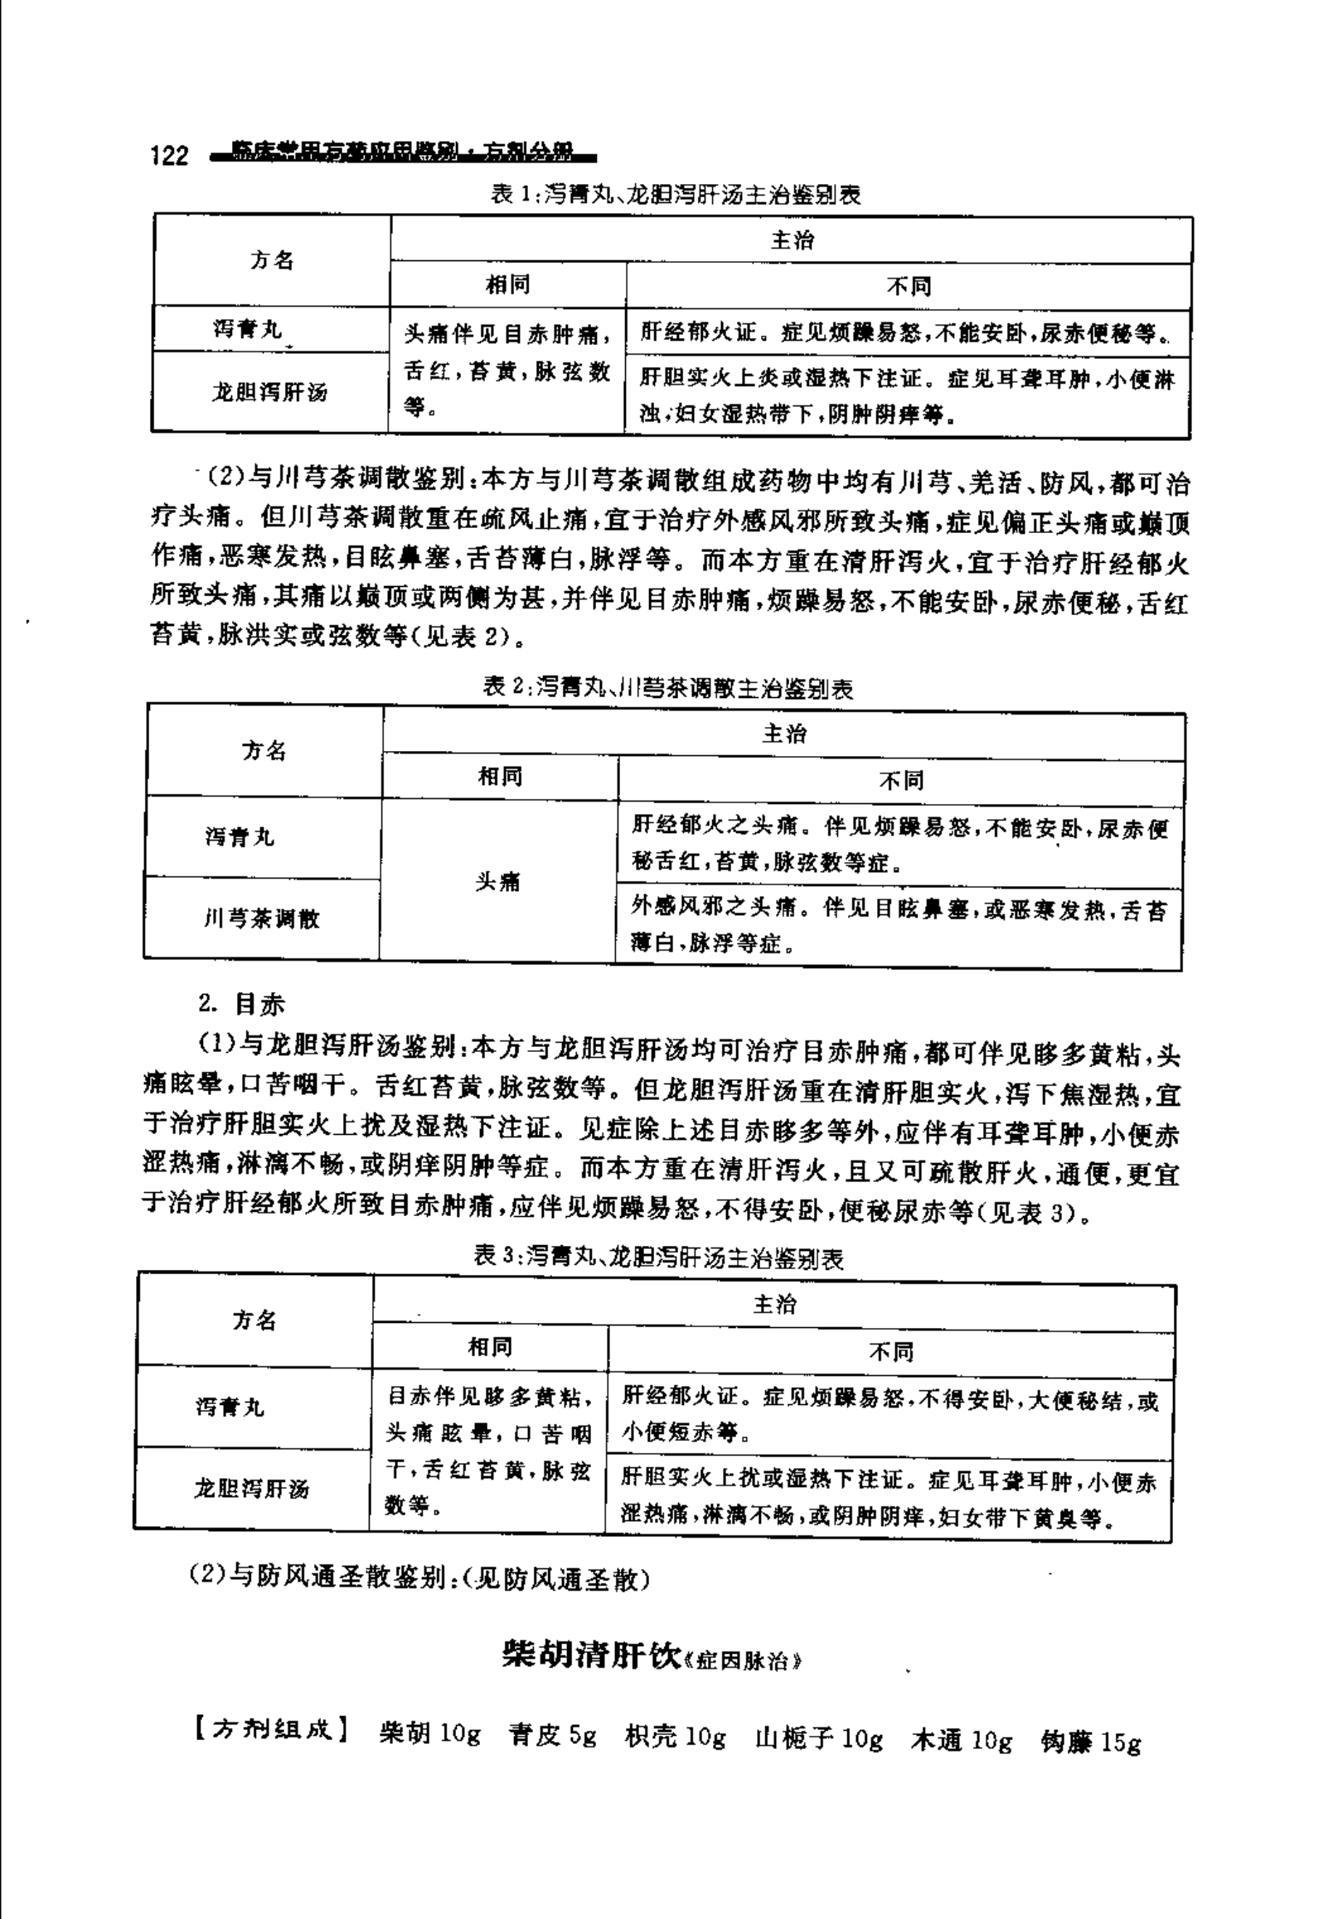 122 临床常用方药应用鉴别·方剂分册
表 1:泻青丸、龙胆泻肝汤主治鉴别表
方名
主治
相同
不同
泻青丸
头痛伴见目赤肿痛,
舌红,苔黄,脉弦数
等。
肝经郁火证。症见烦躁易怒,不能安卧,尿赤便秘等。
龙胆泻肝汤
肝胆实火上炎或湿热下注证。症见耳聋耳肿,小便淋
浊,妇女湿热带下,阴肿阴痒等。
(2)与川芎茶调散鉴别:本方与川芎茶调散组成药物中均有川芎、羌活、防风,都可治
疗头痛。但川芎茶调散重在疏风止痛,宜于治疗外感风邪所致头痛,症见偏正头痛或巅顶
作痛,恶寒发热,目眩鼻塞,舌苔薄白,脉浮等。而本方重在清肝泻火,宜于治疗肝经郁火
所致头痛,其痛以巅顶或两侧为甚,并伴见目赤肿痛,烦躁易怒,不能安卧,尿赤便秘,舌红
苔黄,脉洪实或弦数等(见表 2)。
表 2:泻青丸、川芎茶调散主治鉴别表
方名
主治
相同
不同
泻青丸
头痛
肝经郁火之头痛。伴见烦躁易怒,不能安卧,尿赤便
秘舌红,苔黄,脉弦数等症。
川芎茶调散
外感风邪之头痛。伴见目眩鼻塞,或恶寒发热,舌苔
薄白,脉浮等症。
2. 目赤
(1)与龙胆泻肝汤鉴别:本方与龙胆泻肝汤均可治疗目赤肿痛,都可伴见眵多黄粘,头
痛眩晕,口苦咽干。舌红苔黄,脉弦数等。但龙胆泻肝汤重在清肝胆实火,泻下焦湿热,宜
于治疗肝胆实火上扰及湿热下注证。见症除上述目赤眵多等外,应伴有耳聋耳肿,小便赤
涩热痛,淋漓不畅,或阴痒阴肿等症。而本方重在清肝泻火,且又可疏散肝火,通便,更宜
于治疗肝经郁火所致目赤肿痛,应伴见烦躁易怒,不得安卧,便秘尿赤等(见表 3)。
表 3:泻青丸、龙胆泻肝汤主治鉴别表
方名
主治
相同
不同
泻青丸
目赤伴见眵多黄粘,
头痛眩晕,口苦咽
干,舌红苔黄,脉弦
数等。
肝经郁火证。症见烦躁易怒,不得安卧,大便秘结,或
小便短赤等。
龙胆泻肝汤
肝胆实火上扰或湿热下注证。症见耳聋耳肿,小便赤
涩热痛,淋漓不畅,或阴肿阴痒,妇女带下黄臭等。
(2)与防风通圣散鉴别:(见防风通圣散)
柴胡清肝饮《症因脉治》
【方剂组成】 柴胡 10g 青皮 5g 枳壳 10g 山栀子 10g 木通 10g 钩藤 15g